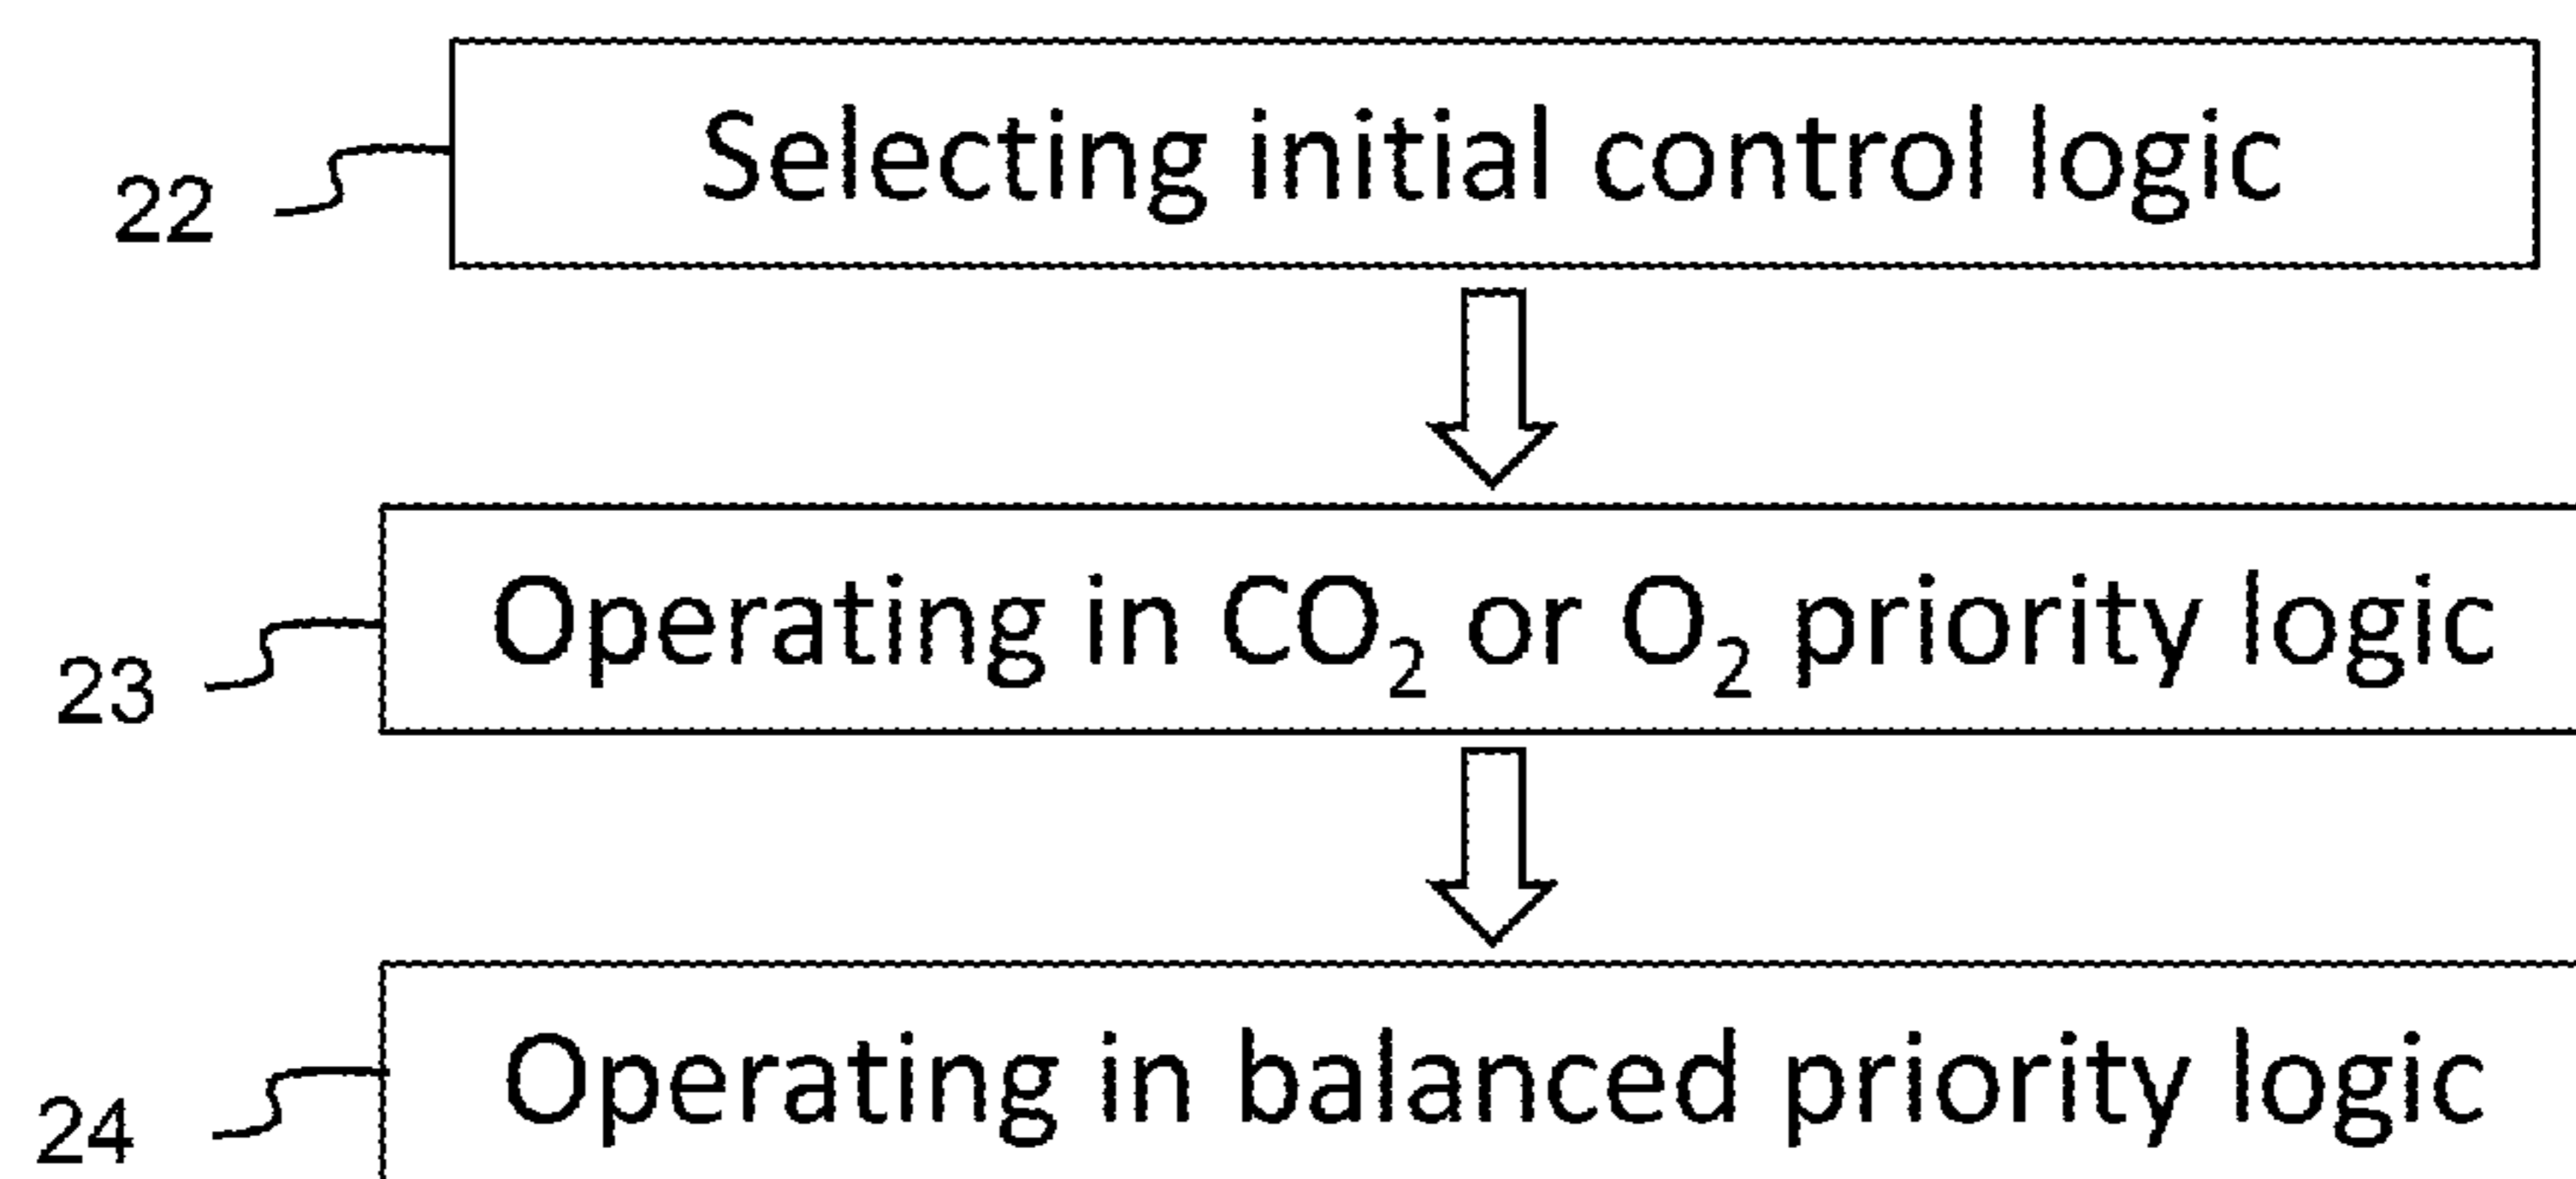 22 Selecting initial control logic
23 Operating in CO₂ or O₂ priority logic
24 Operating in balanced priority logic